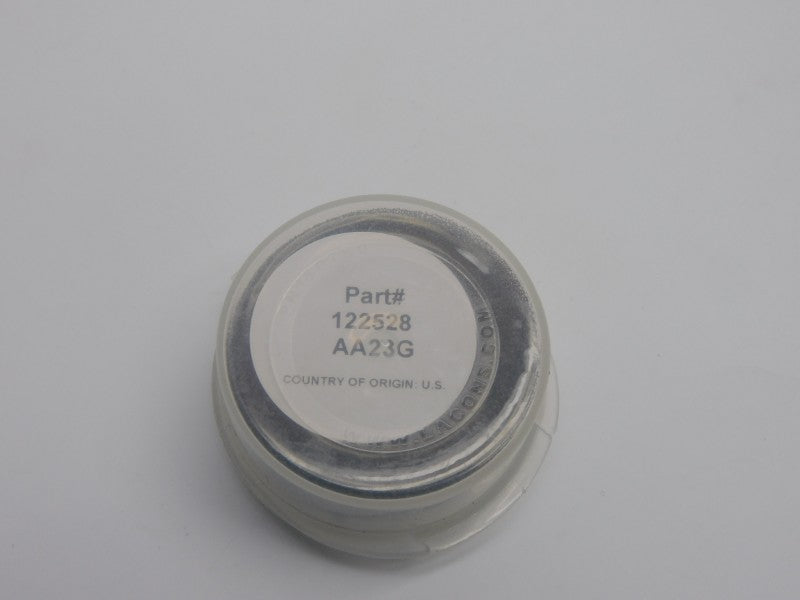 Part#
122528
AA23G
COUNTRY OF ORIGIN: U.S.